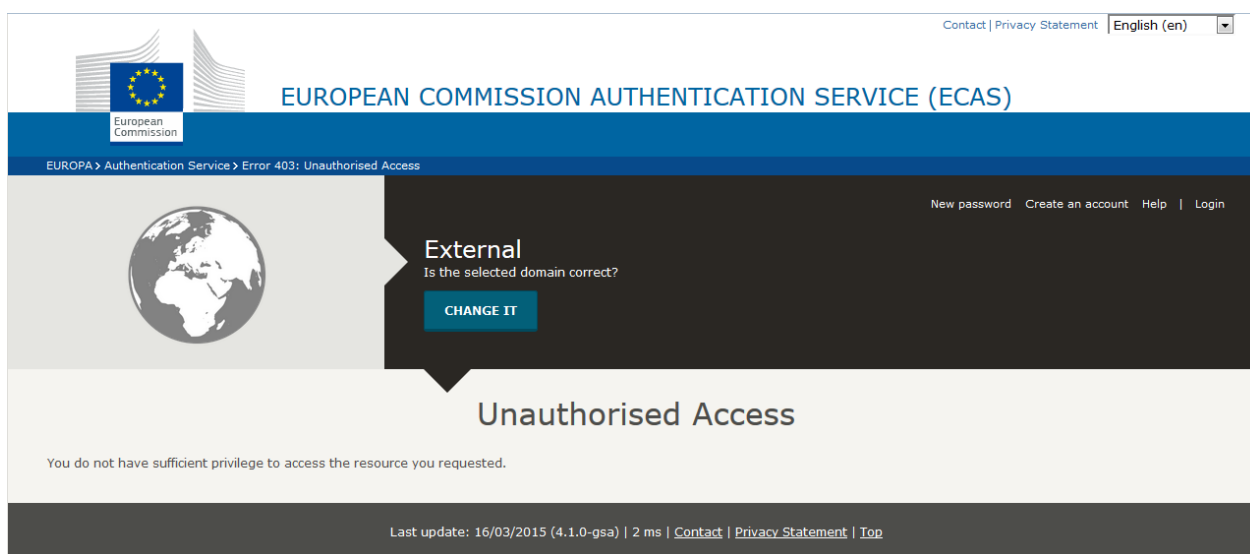 Contact | Privacy Statement English (en)
EUROPEAN COMMISSION AUTHENTICATION SERVICE (ECAS)
European
Commission
EUROPA > Authentication Service > Error 403: Unauthorised Access
New password Create an account Help | Login
External
Is the selected domain correct?
CHANGE IT
Unauthorised Access
You do not have sufficient privilege to access the resource you requested.
Last update: 16/03/2015 (4.1.0-gsa) | 2 ms | Contact | Privacy Statement | Top